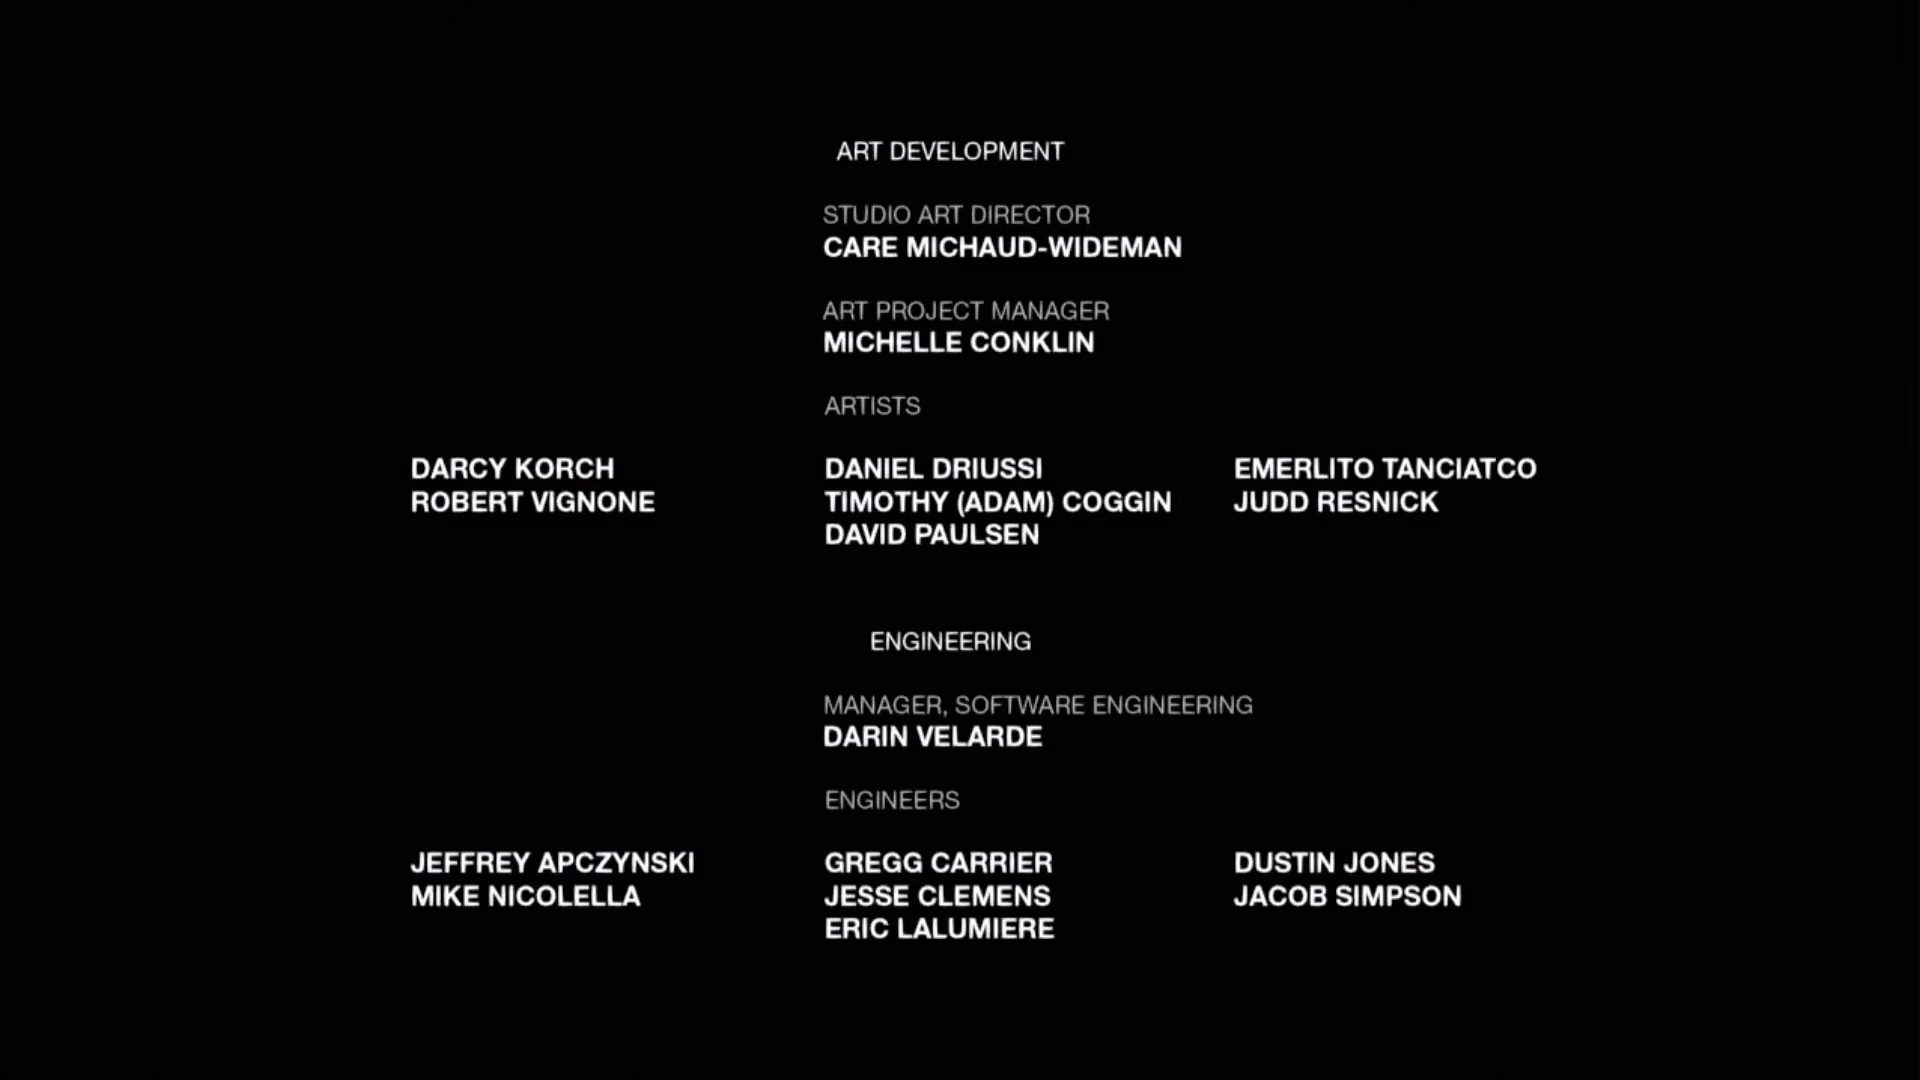 ART DEVELOPMENT
STUDIO ART DIRECTOR
CARE MICHAUD-WIDEMAN
ART PROJECT MANAGER
MICHELLE CONKLIN
ARTISTS
DARCY KORCH DANIEL DRIUSSI EMERLITO TANCIATCO
ROBERT VIGNONE TIMOTHY (ADAM) COGGIN JUDD RESNICK
DAVID PAULSEN
ENGINEERING
MANAGER, SOFTWARE ENGINEERING
DARIN VELARDE
ENGINEERS
JEFFREY APCZYNSKI GREGG CARRIER DUSTIN JONES
MIKE NICOLELLA JESSE CLEMENS JACOB SIMPSON
ERIC LALUMIERE